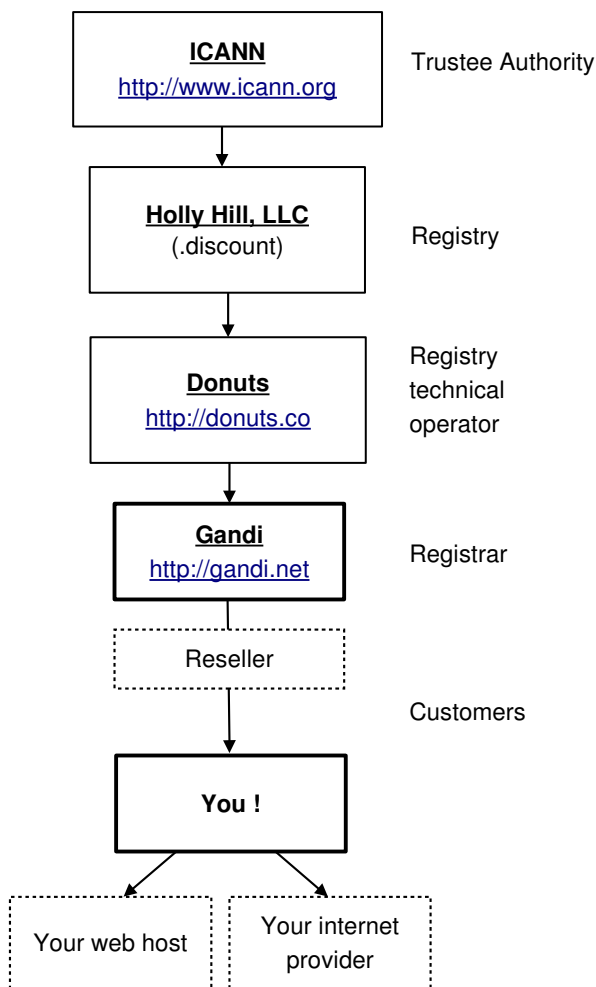 ICANN
http://www.icann.org
Trustee Authority
Holly Hill, LLC
(.discount)
Registry
Donuts
http://donuts.co
Registry
technical
operator
Gandi
http://gandi.net
Registrar
Reseller
Customers
You !
Your web host
Your internet
provider